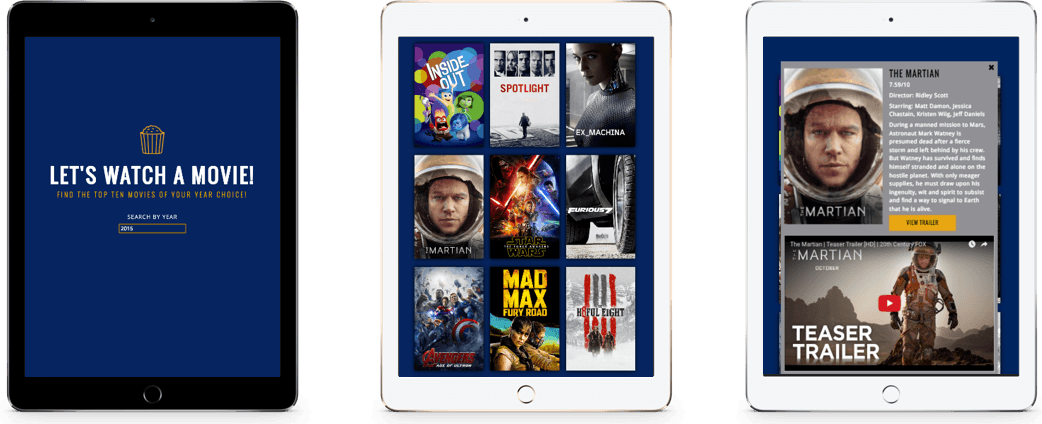 LET'S WATCH A MOVIE!
FIND THE TOP TEN MOVIES OF YOUR YEAR CHOICE!
SEARCH BY YEAR
2015
INSIDE
OUT
SPOTLIGHT
EX_MACHINA
THE MARTIAN
STAR
WARS
FURIOUS 7
AVENGERS
AGE OF ULTRON
MAD
MAX
FURY ROAD
H8FUL EIGHT
THE MARTIAN
7.59/10
Director: Ridley Scott
Starring: Matt Damon, Jessica
Chastain, Kristen Wiig, Jeff Daniels
During a manned mission to Mars,
Astronaut Mark Watney is
presumed dead after a fierce
storm and left behind by his crew.
But Watney has survived and finds
himself stranded and alone on the
hostile planet. With only meager
supplies, he must draw upon his
ingenuity, wit and spirit to subsist
and find a way to signal to Earth
that he is alive.
VIEW TRAILER
THE MARTIAN
The Martian | Teaser Trailer [HD] | 20th Century FOX
THE MARTIAN
OCTOBER
TEASER
TRAILER